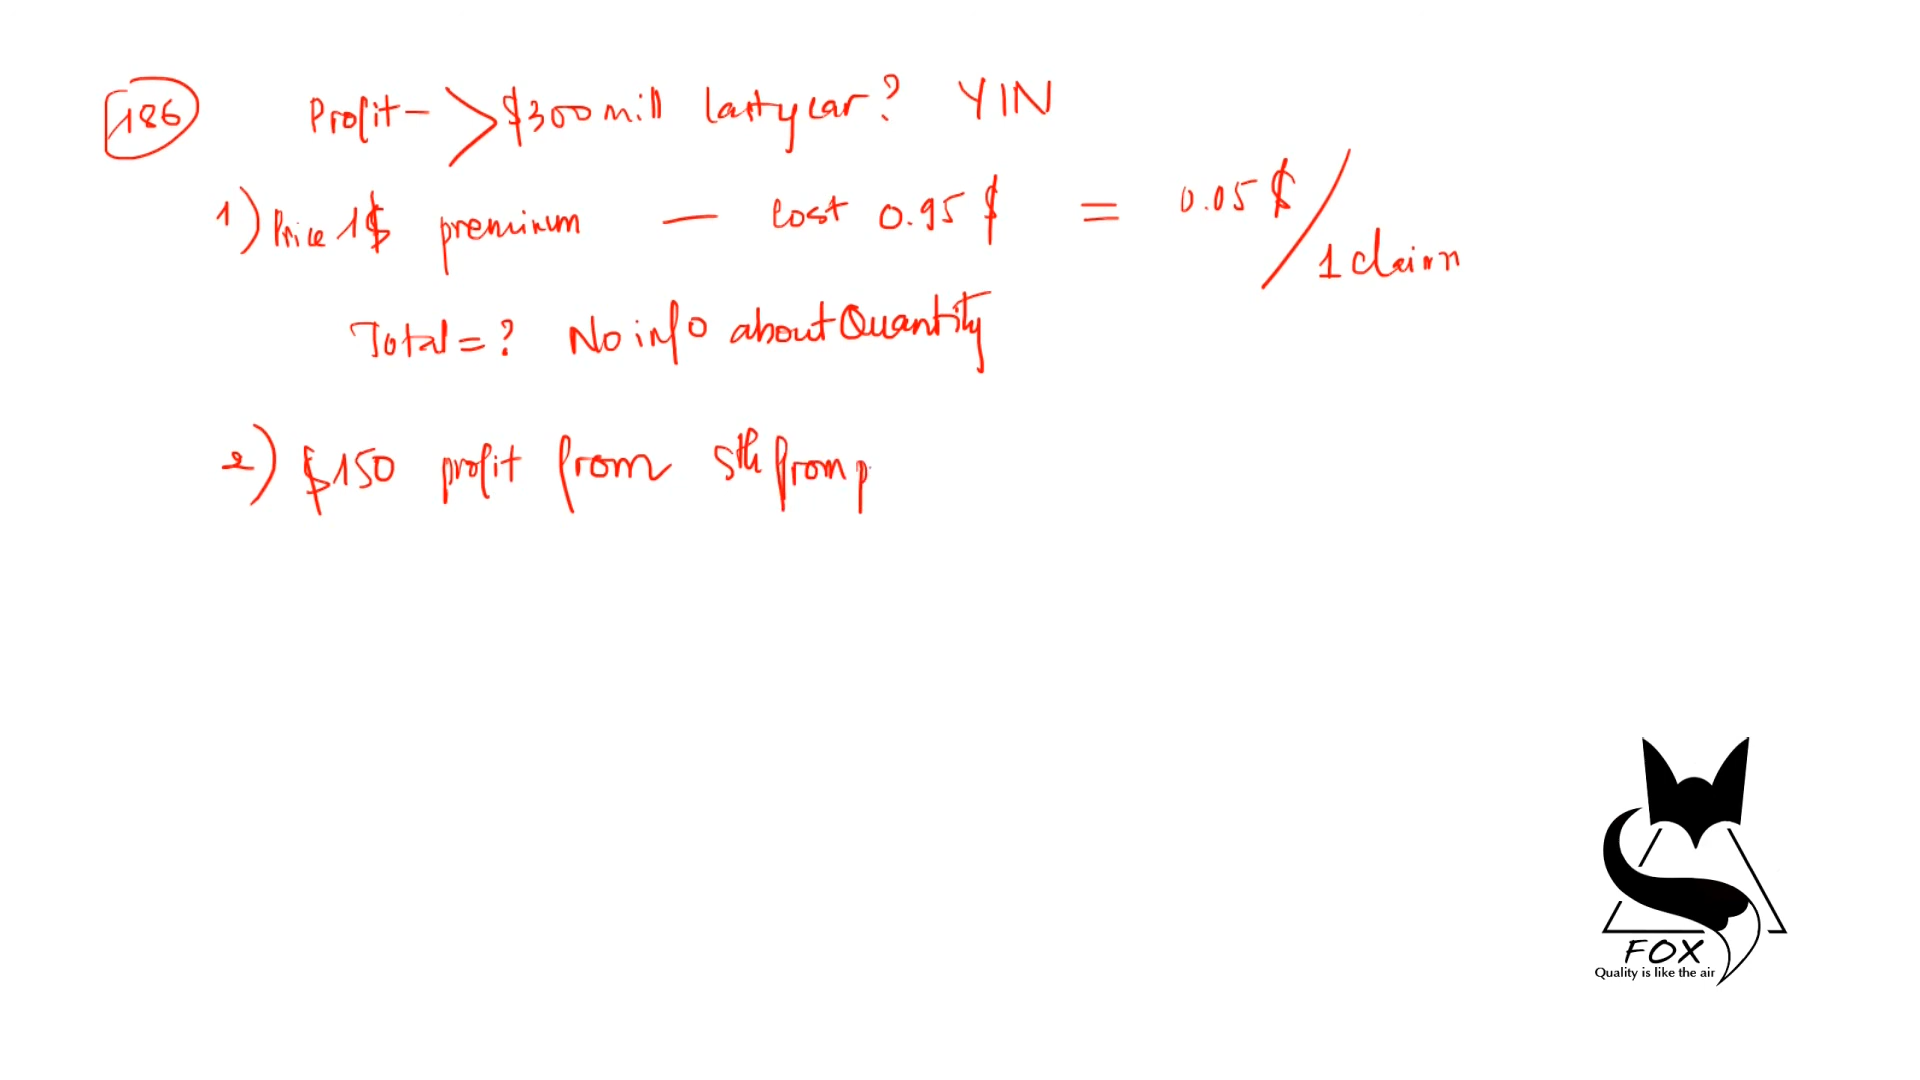 186 Profit - > $300 mill last year? Y/N
1) Price 1$ premium — cost 0.95 $ = 0.05 $ / 1 claim
Total = ? No info about Quantity
2) $150 profit from sth from p
FOX
Quality is like the air